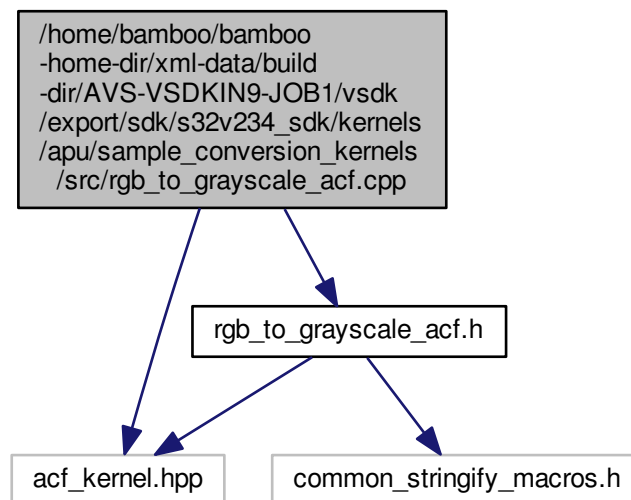 /home/bamboo/bamboo
-home-dir/xml-data/build
-dir/AVS-VSDKIN9-JOB1/vsdk
/export/sdk/s32v234_sdk/kernels
/apu/sample_conversion_kernels
/src/rgb_to_grayscale_acf.cpp
rgb_to_grayscale_acf.h
acf_kernel.hpp
common_stringify_macros.h